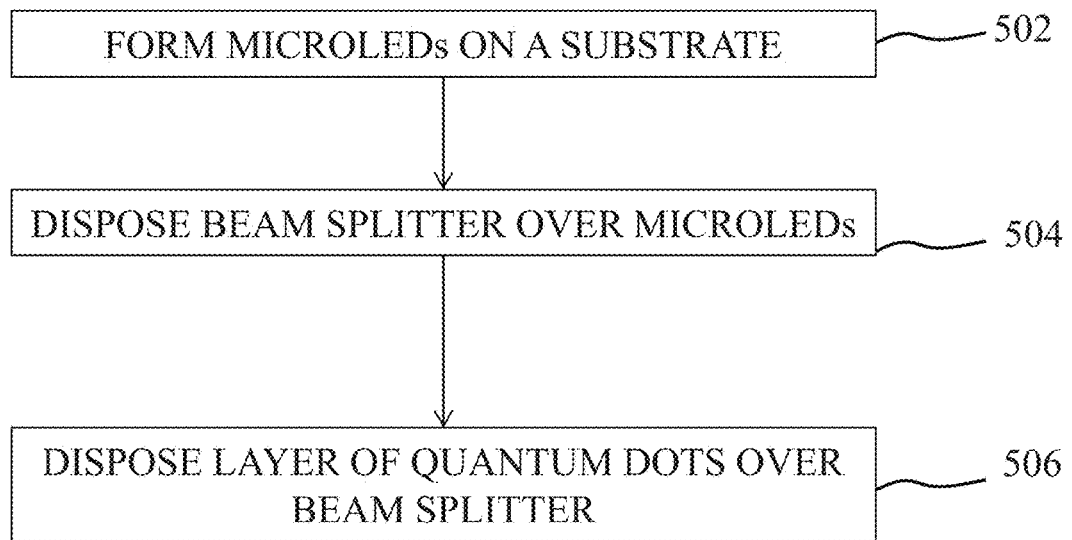 FORM MICROLEDs ON A SUBSTRATE
502
DISPOSE BEAM SPLITTER OVER MICROLEDs
504
DISPOSE LAYER OF QUANTUM DOTS OVER
BEAM SPLITTER
506